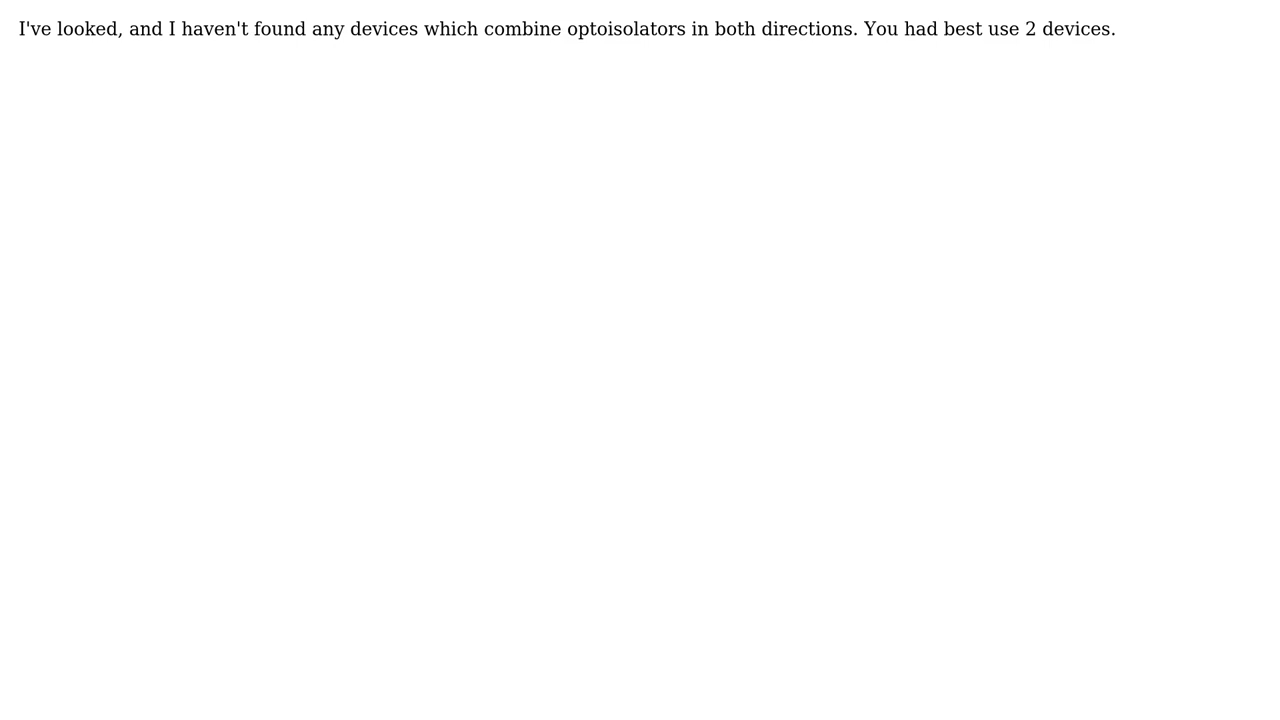 I've looked, and I haven't found any devices which combine optoisolators in both directions. You had best use 2 devices.